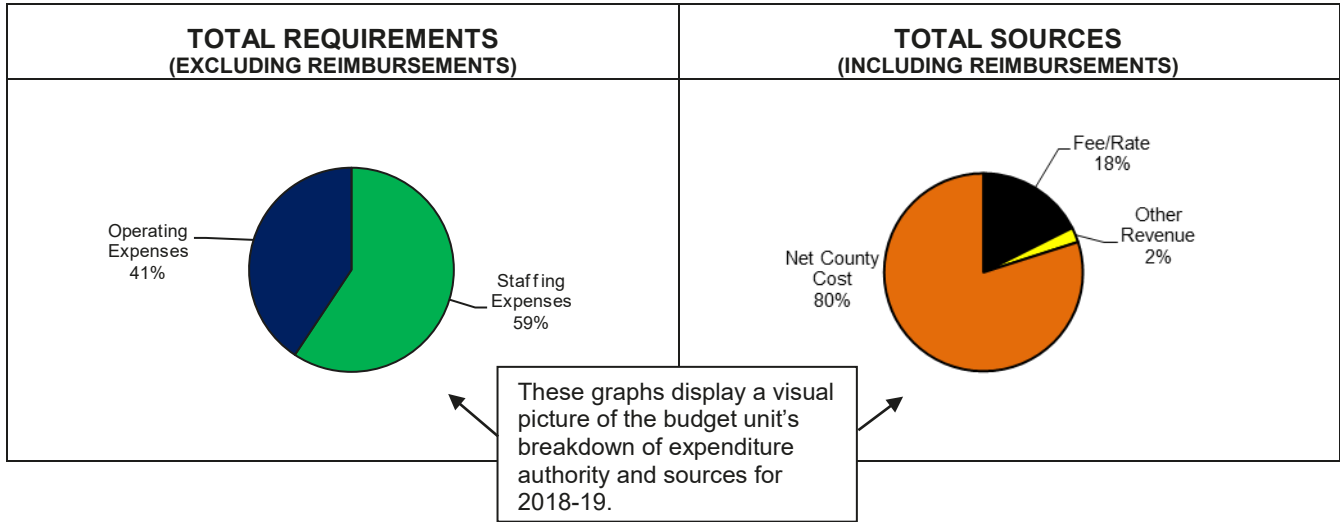 TOTAL REQUIREMENTS
(EXCLUDING REIMBURSEMENTS)
Operating
Expenses
41%
Staffing
Expenses
59%
TOTAL SOURCES
(INCLUDING REIMBURSEMENTS)
Fee/Rate
18%
Other
Revenue
2%
Net County
Cost
80%
These graphs display a visual
picture of the budget unit’s
breakdown of expenditure
authority and sources for
2018-19.